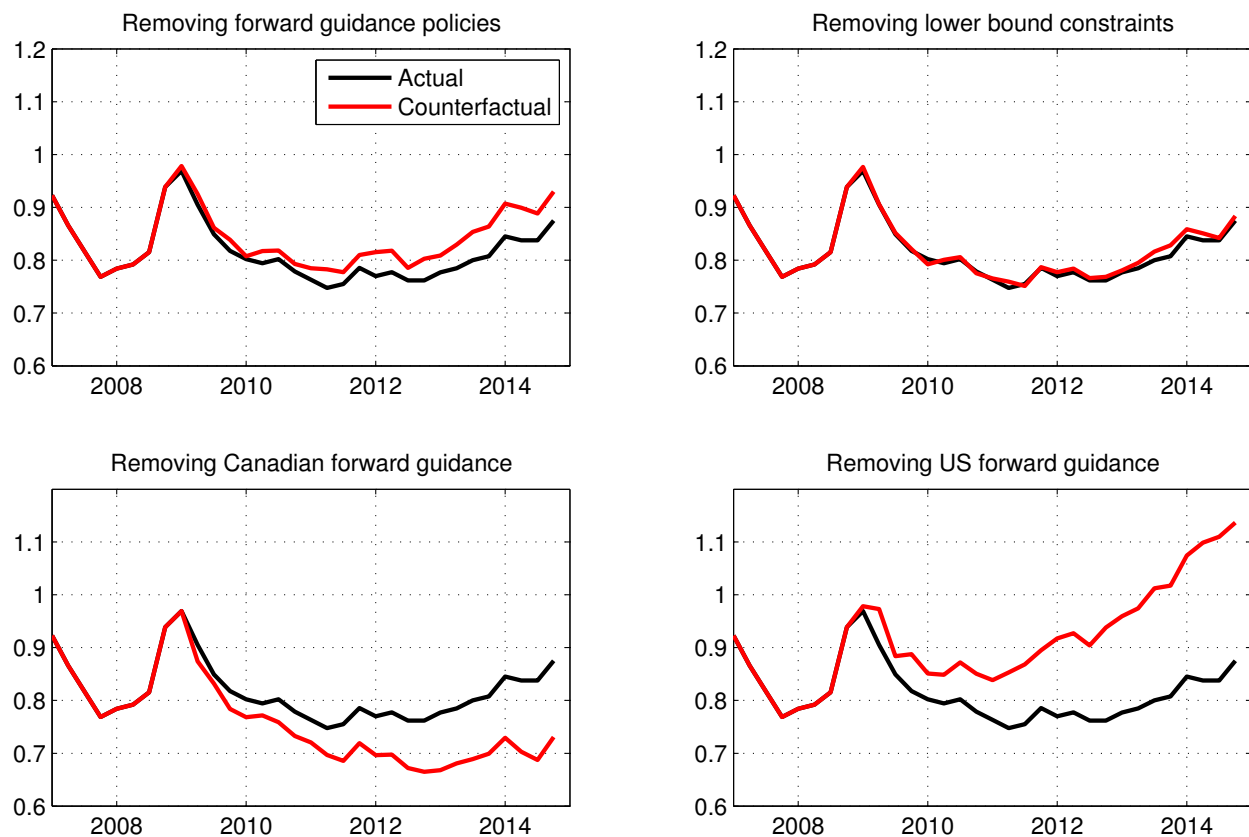 Removing forward guidance policies
Removing lower bound constraints
1.2
1.1
1
0.9
0.8
0.7
0.6
2008 2010 2012 2014
Actual
Counterfactual
1.2
1.1
1
0.9
0.8
0.7
0.6
2008 2010 2012 2014
Removing Canadian forward guidance
Removing US forward guidance
1.1
1
0.9
0.8
0.7
0.6
2008 2010 2012 2014
1.1
1
0.9
0.8
0.7
0.6
2008 2010 2012 2014